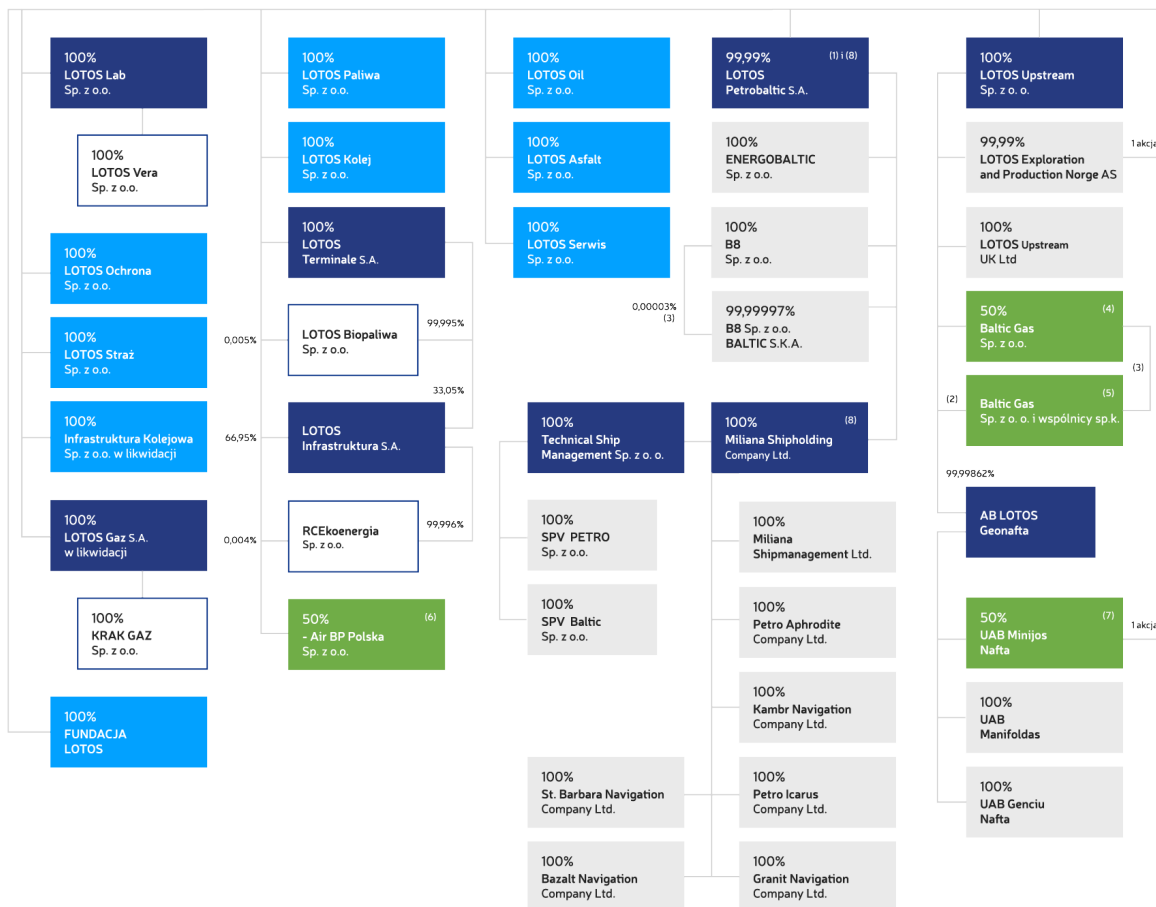 100%
LOTOS Lab
Sp. z o.o.
100%
LOTOS Vera
Sp. z o.o.
100%
LOTOS Ochrona
Sp. z o.o.
100%
LOTOS Straż
Sp. z o.o.
100%
Infrastruktura Kolejowa
Sp. z o.o. w likwidacji
100%
LOTOS Gaz S.A.
w likwidacji
100%
KRAK GAZ
Sp. z o.o.
100%
FUNDACJA
LOTOS
100%
LOTOS Paliwa
Sp. z o.o.
100%
LOTOS Kolej
Sp. z o.o.
100%
LOTOS
Terminale S.A.
0,005%
LOTOS Biopaliwa
Sp. z o.o.
99,995%
33,05%
66,95%
LOTOS
Infrastruktura S.A.
0,004%
RCEkoenergia
Sp. z o.o.
99,996%
50% (6)
- Air BP Polska
Sp. z o.o.
100%
LOTOS Oil
Sp. z o.o.
100%
LOTOS Asfalt
Sp. z o.o.
100%
LOTOS Serwis
Sp. z o.o.
99,99% (1) i (8)
LOTOS
Petrobaltic S.A.
100%
ENERGOBALTIC
Sp. z o.o.
100%
B8
Sp. z o.o.
0,00003%
(3)
99,99997%
B8 Sp. z o.o.
BALTIC S.K.A.
100%
Technical Ship
Management Sp. z o. o.
100% (8)
Miliana Shipholding
Company Ltd.
100%
SPV PETRO
Sp. z o.o.
100%
SPV Baltic
Sp. z o.o.
100%
Miliana
Shipmanagement Ltd.
100%
Petro Aphrodite
Company Ltd.
100%
Kambr Navigation
Company Ltd.
100%
St. Barbara Navigation
Company Ltd.
100%
Petro Icarus
Company Ltd.
100%
Bazalt Navigation
Company Ltd.
100%
Granit Navigation
Company Ltd.
100%
LOTOS Upstream
Sp. z o. o.
99,99%
LOTOS Exploration
and Production Norge AS
1 akcja
100%
LOTOS Upstream
UK Ltd
50% (4)
Baltic Gas
Sp. z o.o.
(3)
(2)
(5)
Baltic Gas
Sp. z o. o. i wspólnicy sp.k.
99,99862%
AB LOTOS
Geonafta
50% (7)
UAB Minijos
Nafta
1 akcja
100%
UAB
Manifoldas
100%
UAB Genciu
Nafta